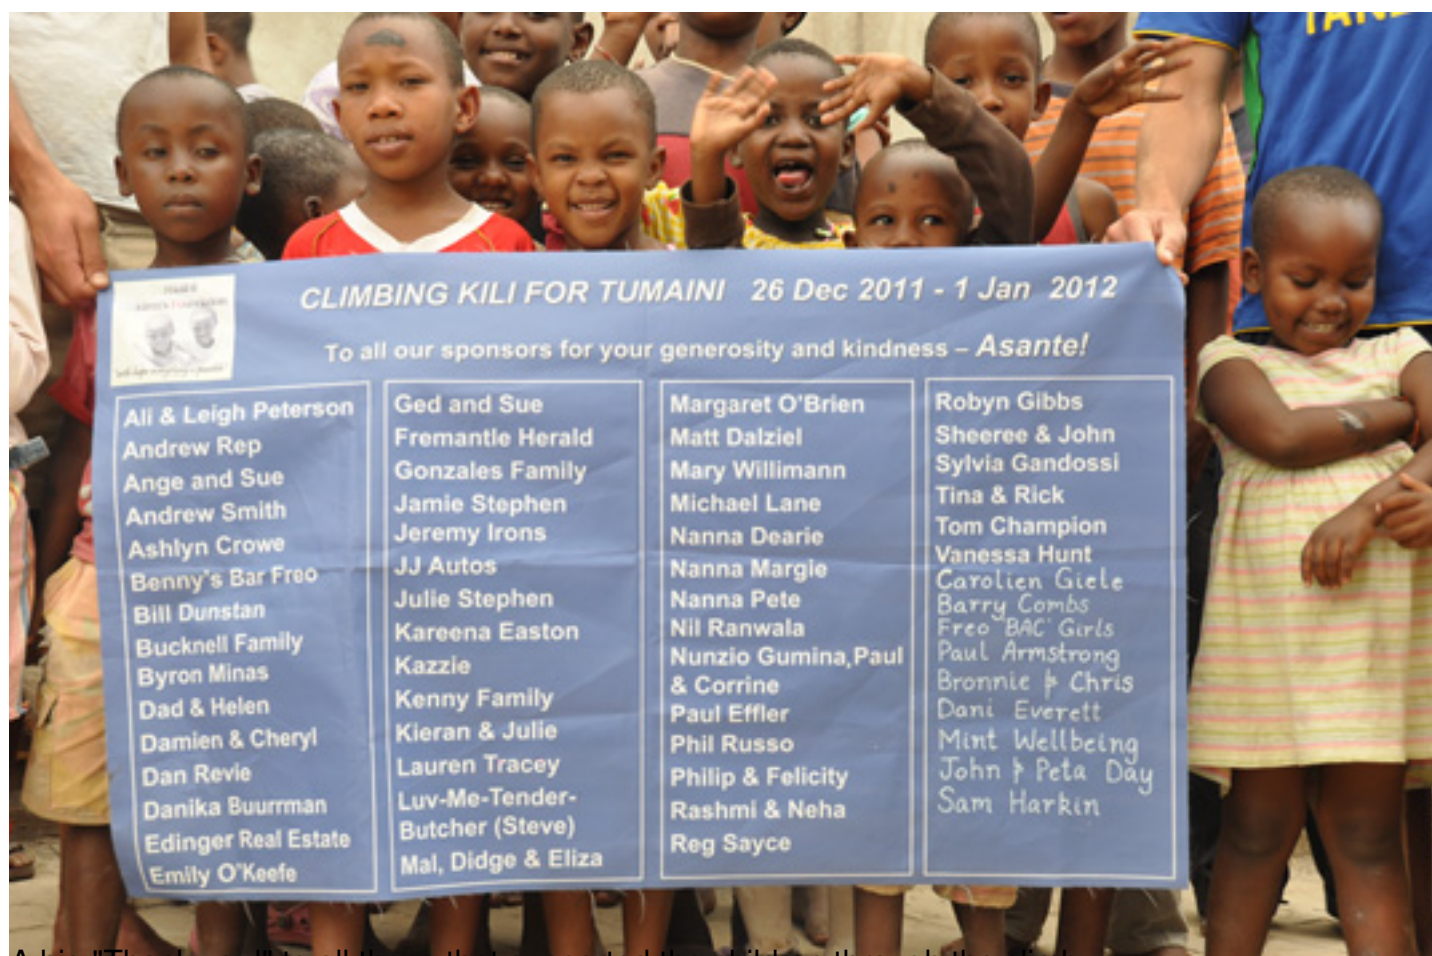 TAN
CLIMBING KILI FOR TUMAINI 26 Dec 2011 - 1 Jan 2012
To all our sponsors for your generosity and kindness – Asante!
Ali & Leigh Peterson
Andrew Rep
Ange and Sue
Andrew Smith
Ashlyn Crowe
Benny's Bar Freo
Bill Dunstan
Bucknell Family
Byron Minas
Dad & Helen
Damien & Cheryl
Dan Revie
Danika Buurrman
Edinger Real Estate
Emily O'Keefe
Ged and Sue
Fremantle Herald
Gonzales Family
Jamie Stephen
Jeremy Irons
JJ Autos
Julie Stephen
Kareena Easton
Kazzie
Kenny Family
Kieran & Julie
Lauren Tracey
Luv-Me-Tender-
Butcher (Steve)
Mal, Didge & Eliza
Margaret O'Brien
Matt Dalziel
Mary Willimann
Michael Lane
Nanna Dearie
Nanna Margie
Nanna Pete
Nil Ranwala
Nunzio Gumina,Paul
& Corrine
Paul Effler
Phil Russo
Philip & Felicity
Rashmi & Neha
Reg Sayce
Robyn Gibbs
Sheeree & John
Sylvia Gandossi
Tina & Rick
Tom Champion
Vanessa Hunt
Carolien Giele
Barry Combs
Freo 'BAC' Girls
Paul Armstrong
Bronnie & Chris
Dani Everett
Mint Wellbeing
John & Peta Day
Sam Harkin